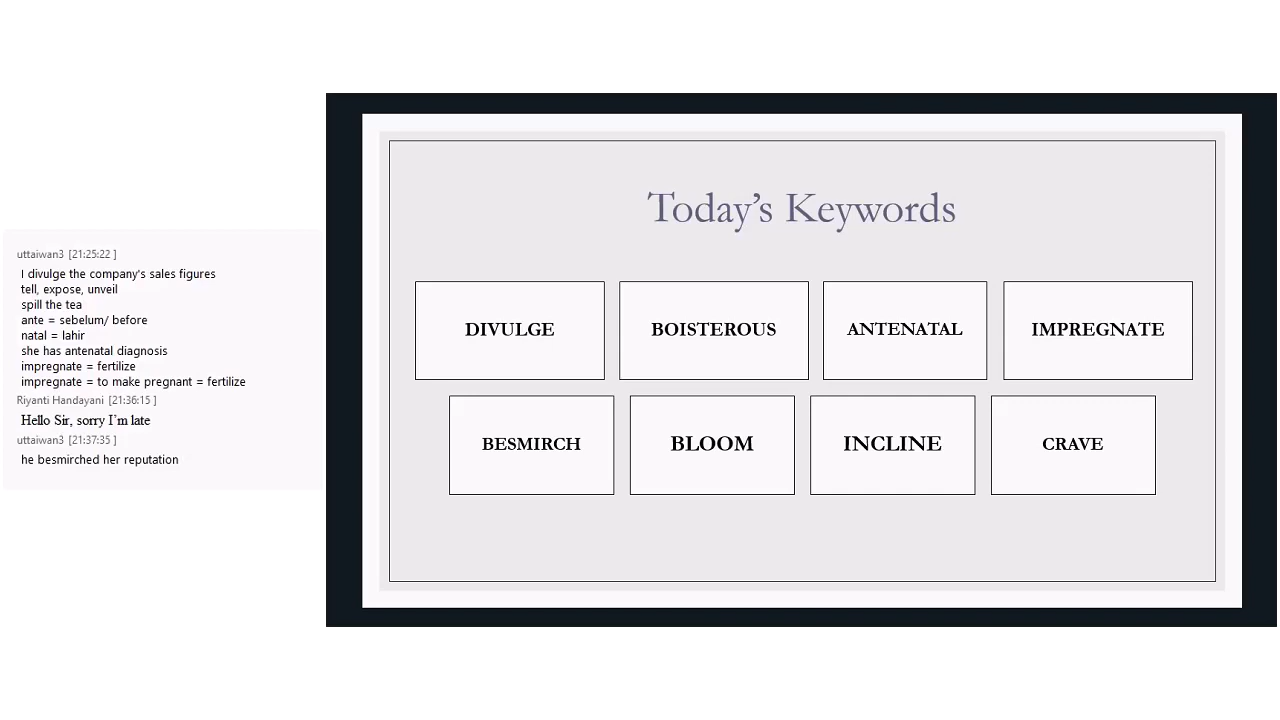 uttaiwan3 [21:25:22 ]
I divulge the company's sales figures
tell, expose, unveil
spill the tea
ante = sebelum/ before
natal = lahir
she has antenatal diagnosis
impregnate = fertilize
impregnate = to make pregnant = fertilize
Riyanti Handayani [21:36:15 ]
Hello Sir, sorry I'm late
uttaiwan3 [21:37:35 ]
he besmirched her reputation
Today's Keywords
DIVULGE
BOISTEROUS
ANTENATAL
IMPREGNATE
BESMIRCH
BLOOM
INCLINE
CRAVE